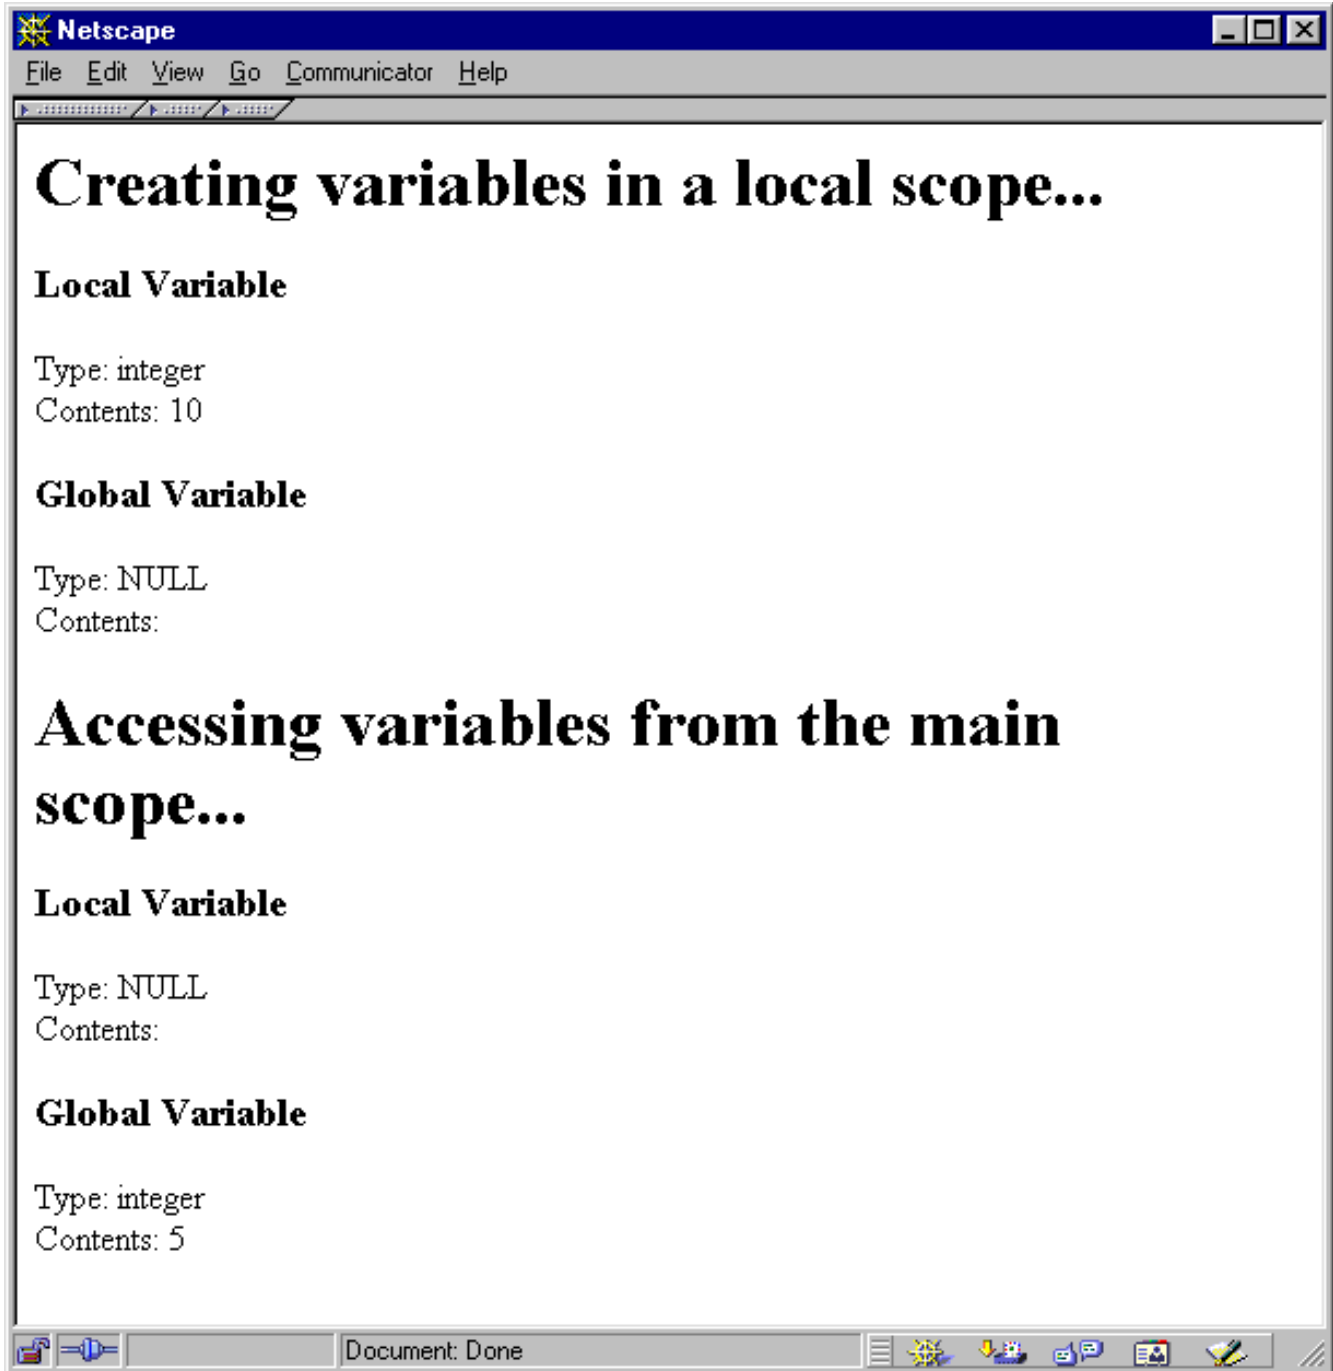 Netscape
File Edit View Go Communicator Help
Creating variables in a local scope...
Local Variable
Type: integer
Contents: 10
Global Variable
Type: NULL
Contents:
Accessing variables from the main
scope...
Local Variable
Type: NULL
Contents:
Global Variable
Type: integer
Contents: 5
Document: Done